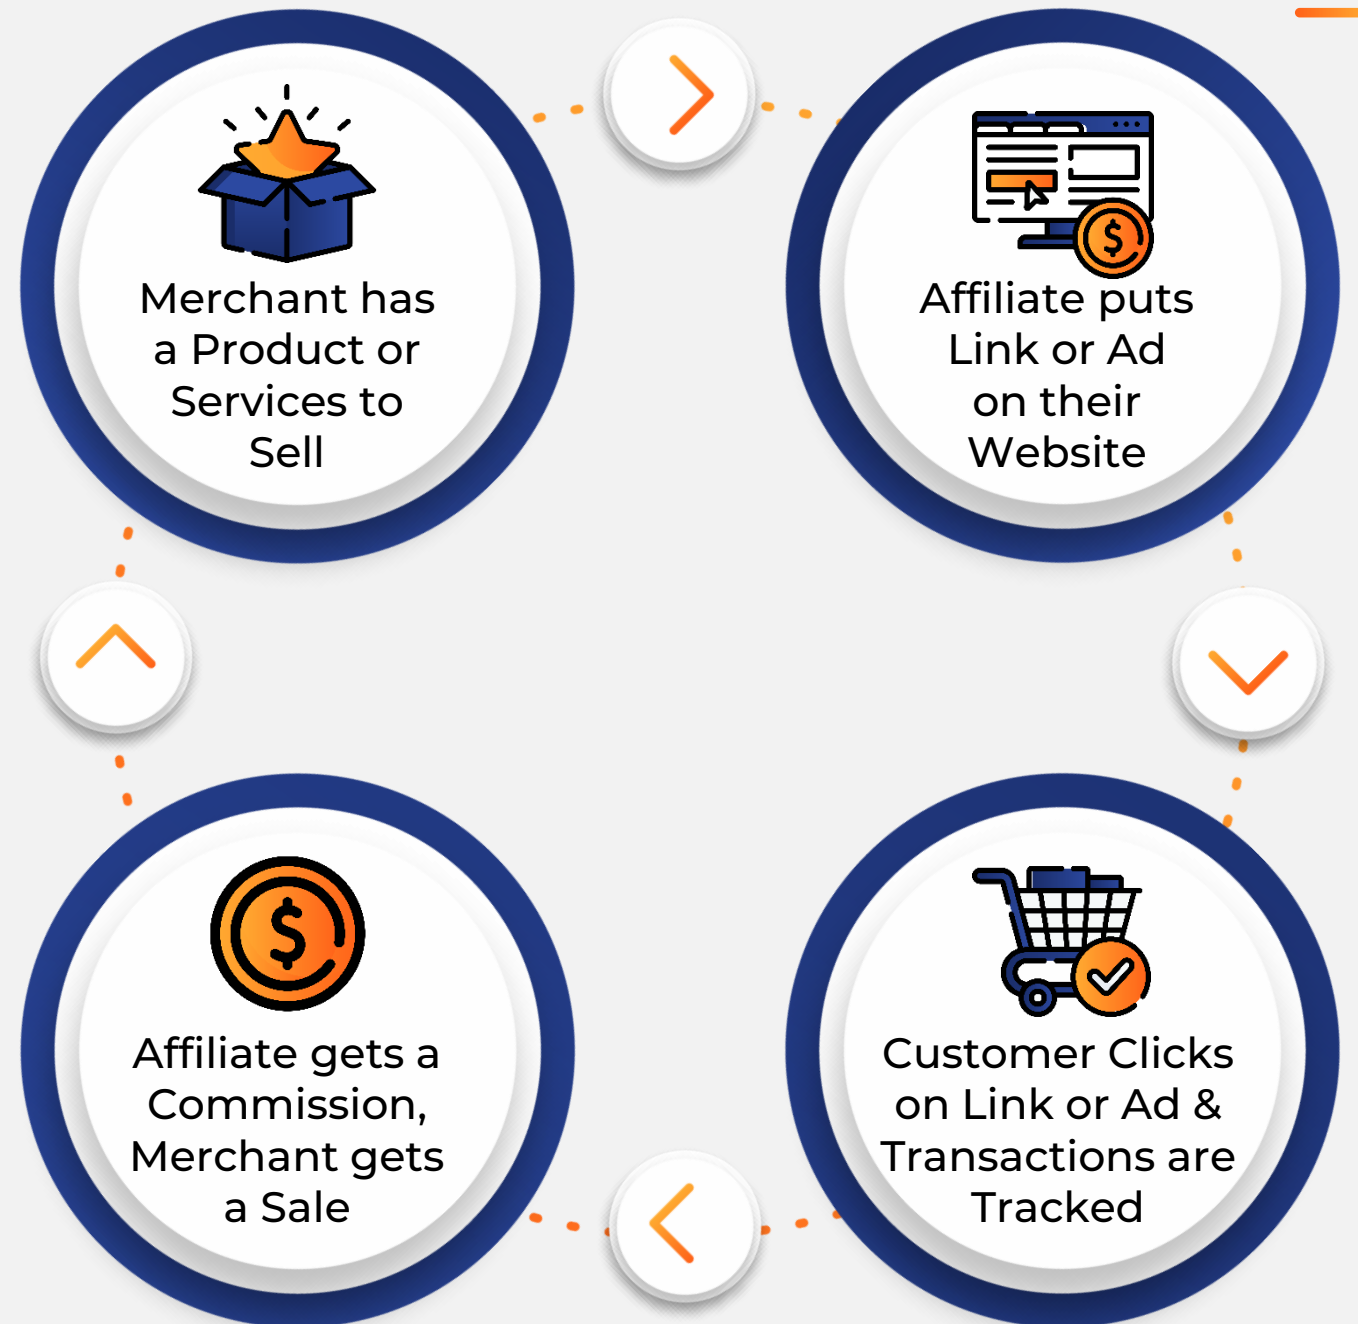 Merchant has
a Product or
Services to
Sell
Affiliate puts
Link or Ad
on their
Website
Customer Clicks
on Link or Ad &
Transactions are
Tracked
Affiliate gets a
Commission,
Merchant gets
a Sale